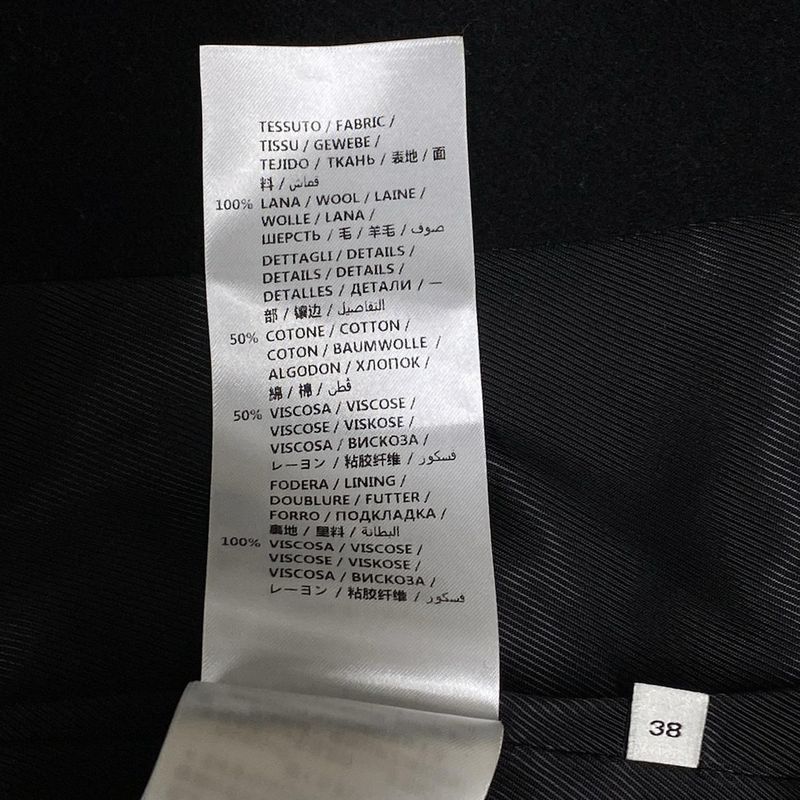 TESSUTO / FABRIC /
TISSU / GEWEBE /
TEJIDO / ТКАНЬ / 表地 / 面
料 / قماش
100% LANA / WOOL / LAINE /
WOLLE / LANA /
ШЕРСТЬ / 毛 / 羊毛 / صوف
DETTAGLI / DETAILS /
DETAILS / DETAILS /
DETALLES / ДЕТАЛИ / 一
部 / 镶边 / التفاصيل
50% COTONE / COTTON /
COTON / BAUMWOLLE /
ALGODON / ХЛОПОК /
綿 / 棉 / قطن
50% VISCOSA / VISCOSE /
VISCOSE / VISKOSE /
VISCOSA / ВИСКОЗА /
レーヨン / 粘胶纤维 / فسكور
FODERA / LINING /
DOUBLURE / FUTTER /
FORRO / ПОДКЛАДКА /
裏地 / 里料 / البطانة
100% VISCOSA / VISCOSE /
VISCOSE / VISKOSE /
VISCOSA / ВИСКОЗА /
レーヨン / 粘胶纤维 / فسكور
38